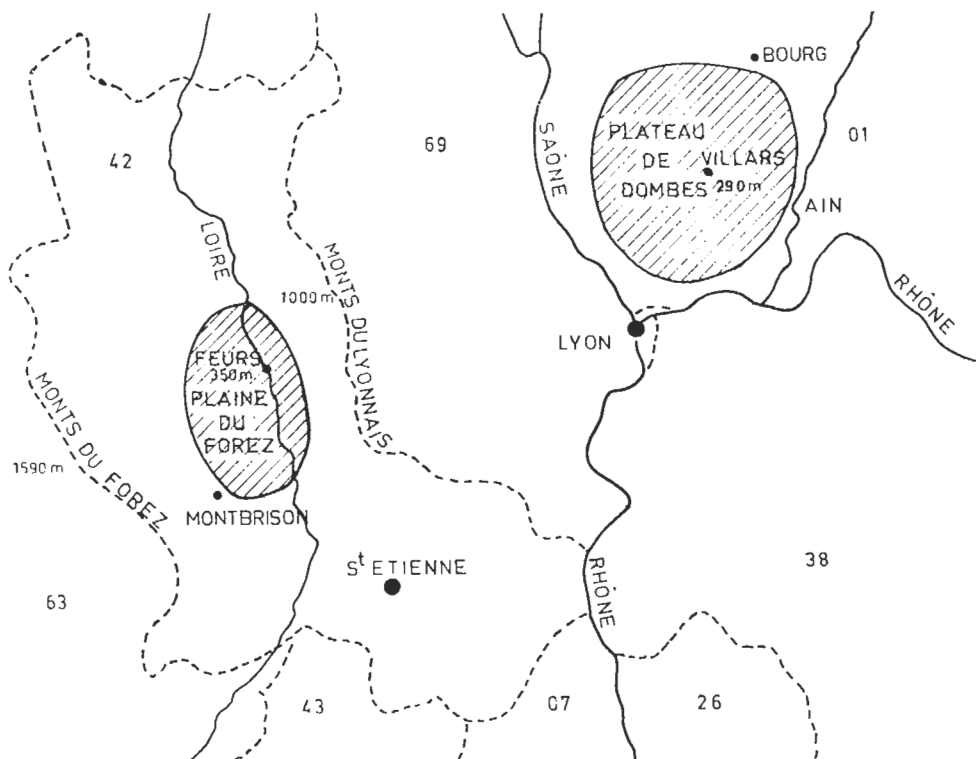 BOURG
42
69
SAÔNE
01
PLATEAU
DE VILLARS
DOMBES 290m
AIN
LOIRE
MONTS DU LYONNAIS
1000m
RHÔNE
LYON
FEURS
350m
PLAINE
DU
FOREZ
MONTS DU FOREZ
1590m
MONTBRISON
St ETIENNE
RHÔNE
38
63
43
07
26